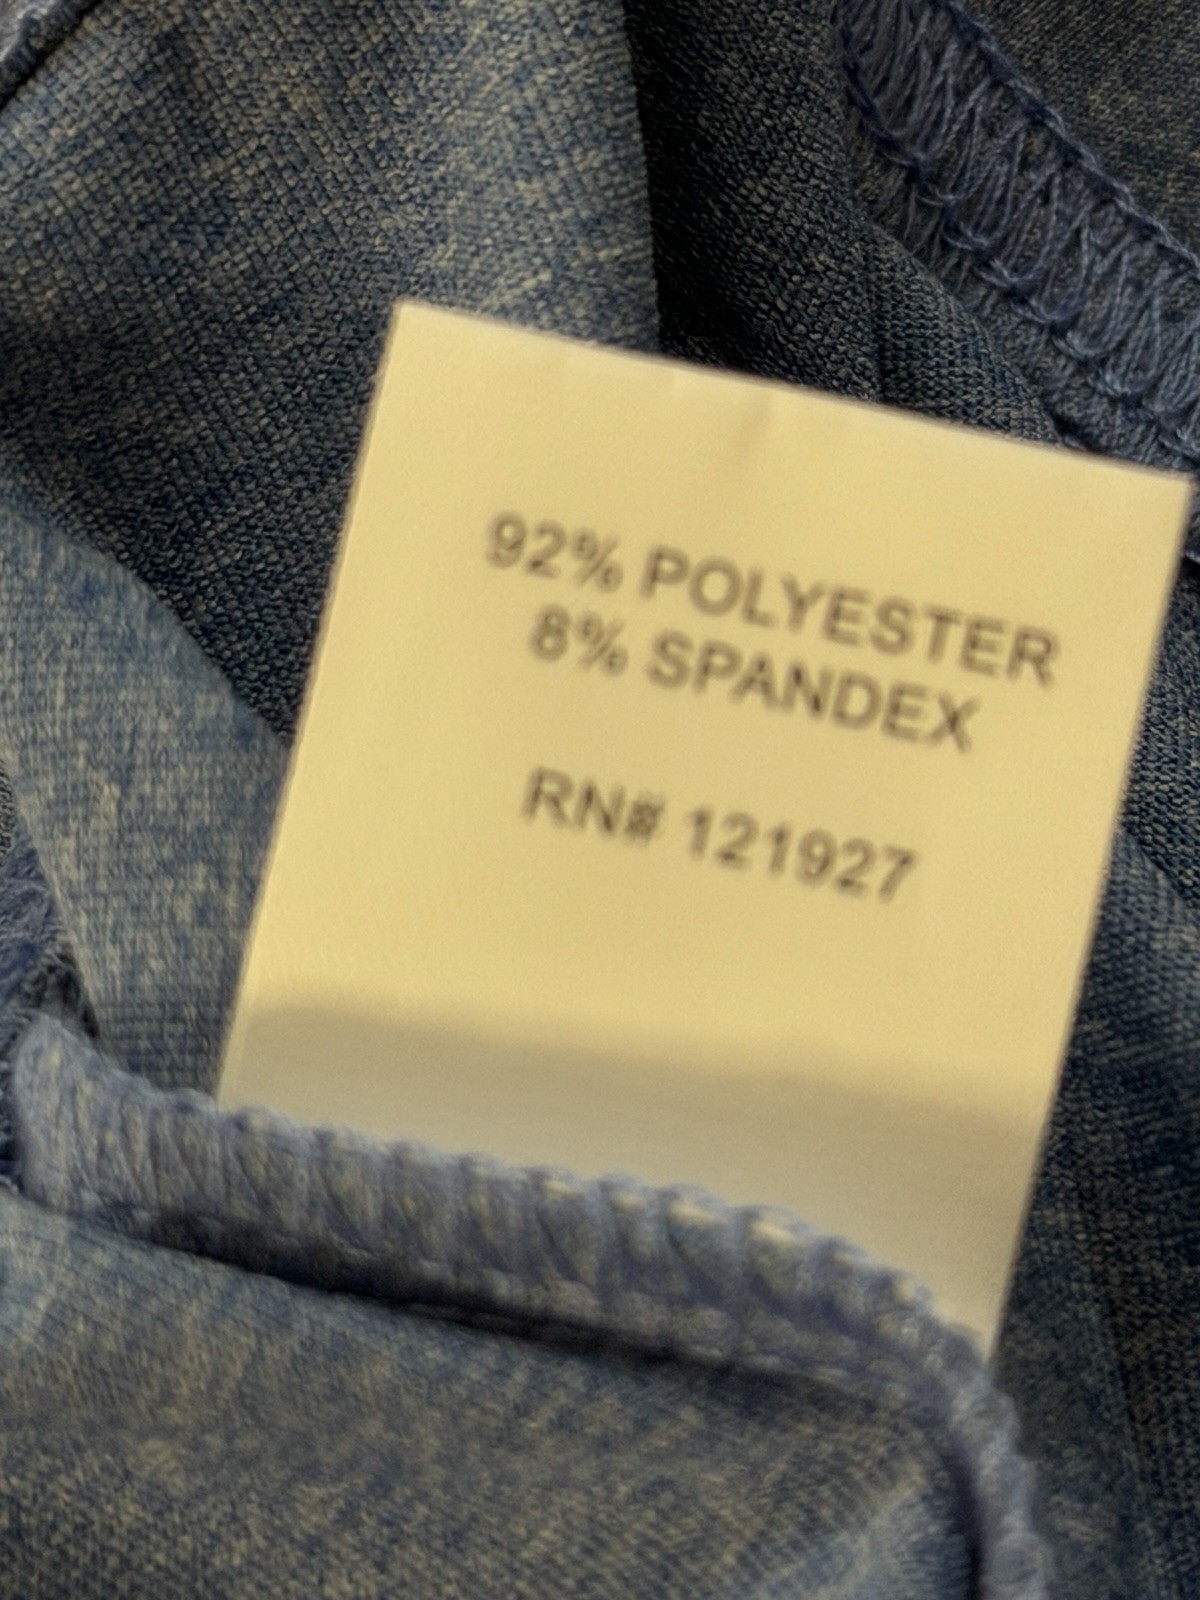 92% POLYESTER
8% SPANDEX
RN# 121927